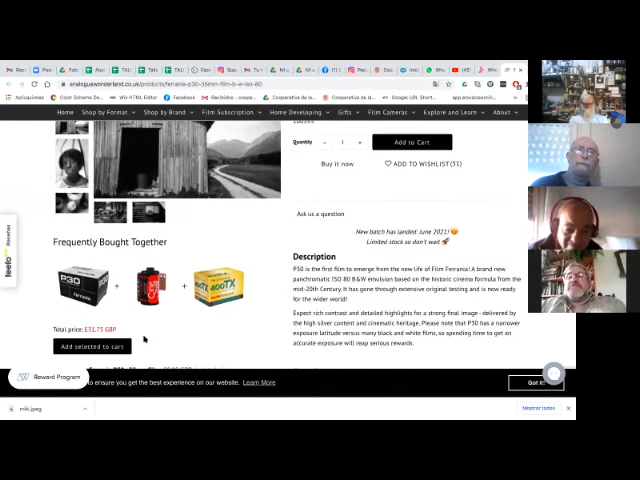 Aplicaciones
Wix HTML Editor
Facebook
Google URL Short...
analoguewonderland.co.uk/products/ferrania-p30-35mm-film-b-w-iso-80
Home
Shop by Format
Shop by Brand
Film Subscription
Home Developing
Gifts
Film Cameras
Explore and Learn
About
Quantity
- 1 +
Add to Cart
Buy it now
ADD TO WISHLIST (51)
Ask us a question
New batch has landed: June 2021!
Limited stock so don't wait
Description
P30 is the first film to emerge from the new life of Film Ferrania! A brand new
panchromatic ISO 80 B&W emulsion based on the historic cinema formula from the
mid-20th Century. It has gone through extensive original testing and is now ready
for the wider world!
Expect rich contrast and detailed highlights for a strong final image - delivered by
the high silver content and cinematic heritage. Please note that P30 has a narrower
exposure latitude versus many black and white films, so spending time to get an
accurate exposure will reap serious rewards.
Frequently Bought Together
P30
+
+
400TX
Total price: £31.75 GBP
Add selected to cart
feefo
Reward Program
to ensure you get the best experience on our website. Learn More
Got it!
miki.jpeg
Mostrar todos